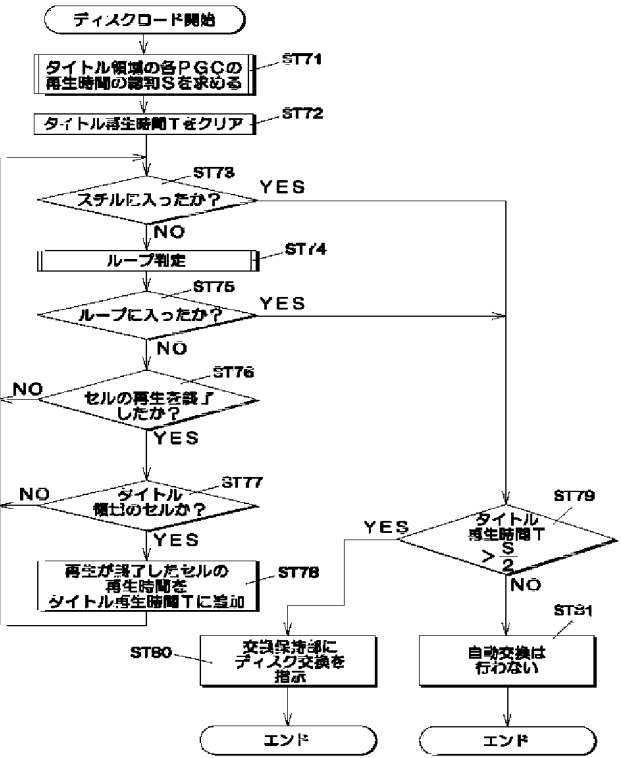 ディスクロード開始
タイトル領域の各PGCの
再生時間の総和Sを求める
ST71
タイトル再生時間Tをクリア
ST72
ST73
スチルに入ったか?
YES
NO
ループ判定
ST74
ST75
ループに入ったか?
YES
NO
ST76
セルの再生を終了
したか?
NO
YES
ST77
タイトル
領域のセルか?
NO
YES
再生が終了したセルの
再生時間を
タイトル再生時間Tに追加
ST78
ST79
タイトル
再生時間T
> S/2
YES
NO
ST80
交換保持部に
ディスク交換を
指示
ST81
自動交換は
行わない
エンド
エンド